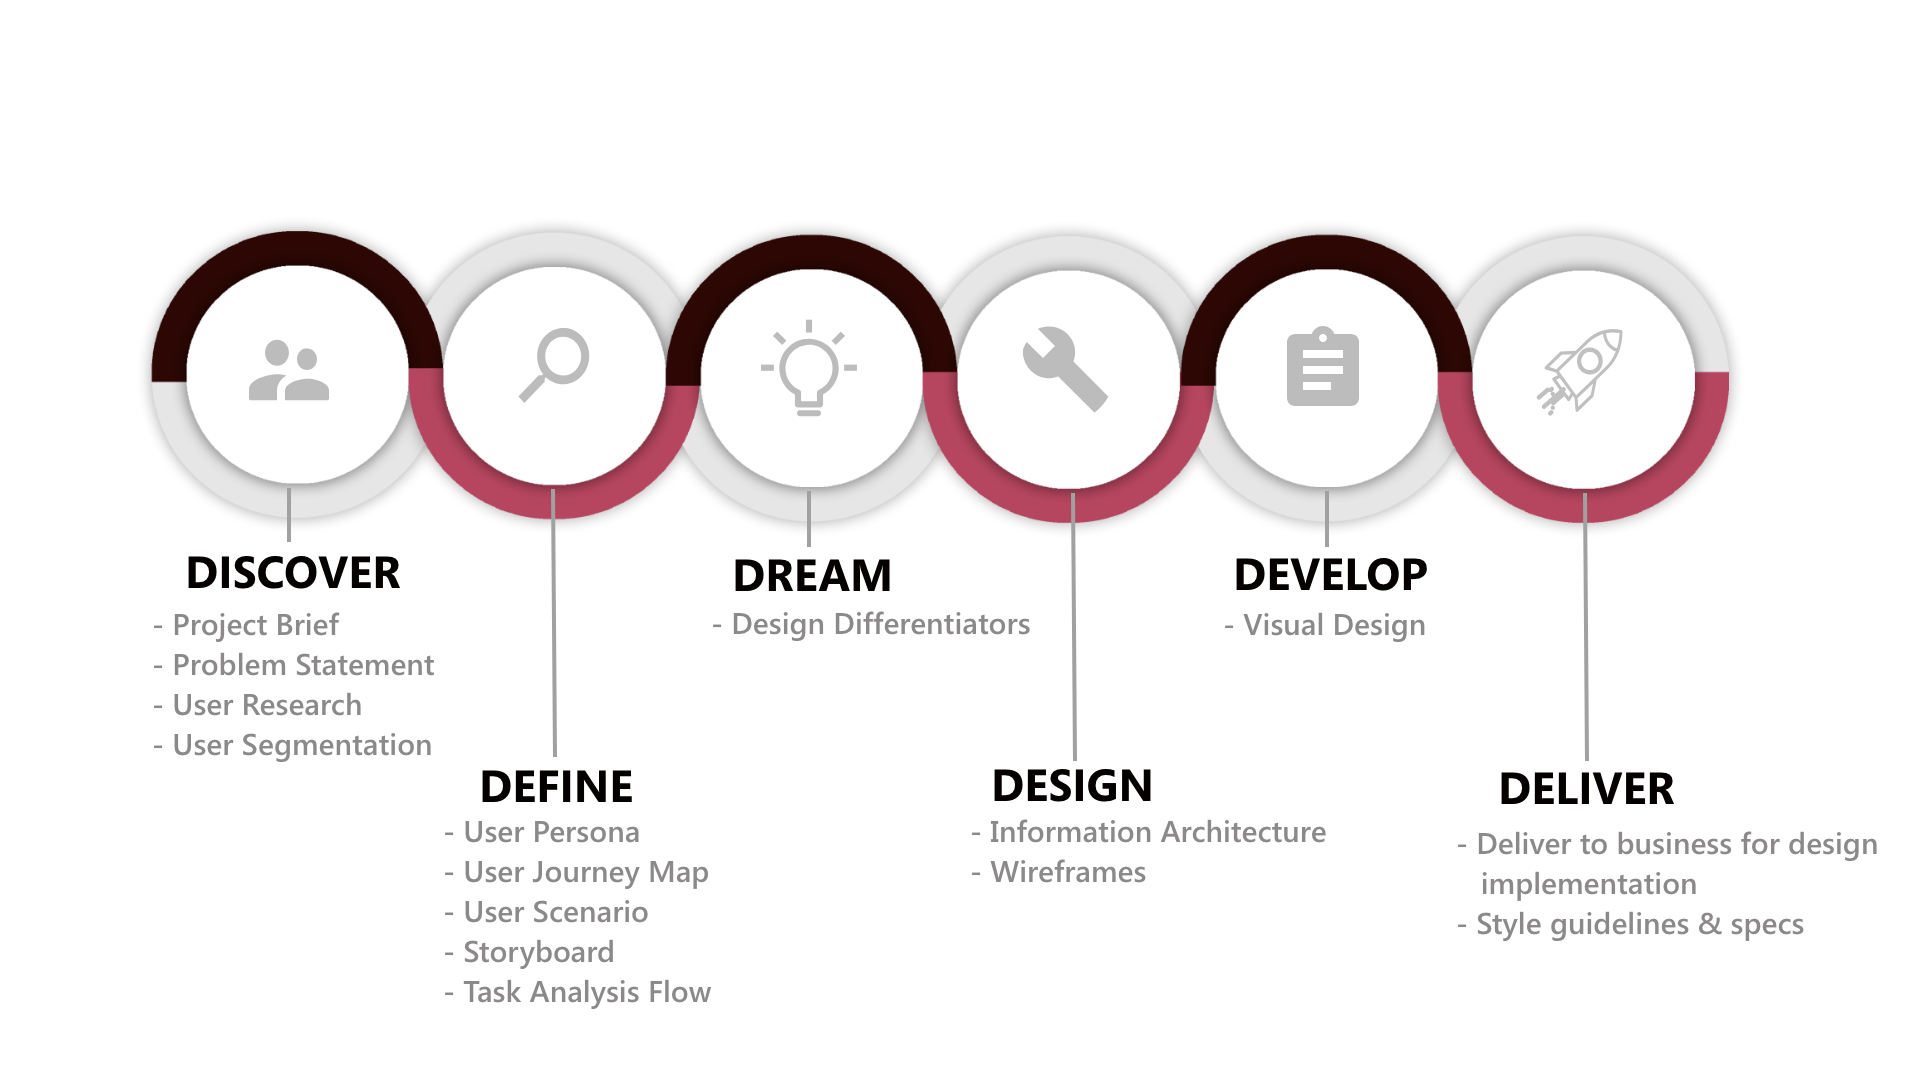 DISCOVER
- Project Brief
- Problem Statement
- User Research
- User Segmentation
DEFINE
- User Persona
- User Journey Map
- User Scenario
- Storyboard
- Task Analysis Flow
DREAM
- Design Differentiators
DESIGN
- Information Architecture
- Wireframes
DEVELOP
- Visual Design
DELIVER
- Deliver to business for design
implementation
- Style guidelines & specs